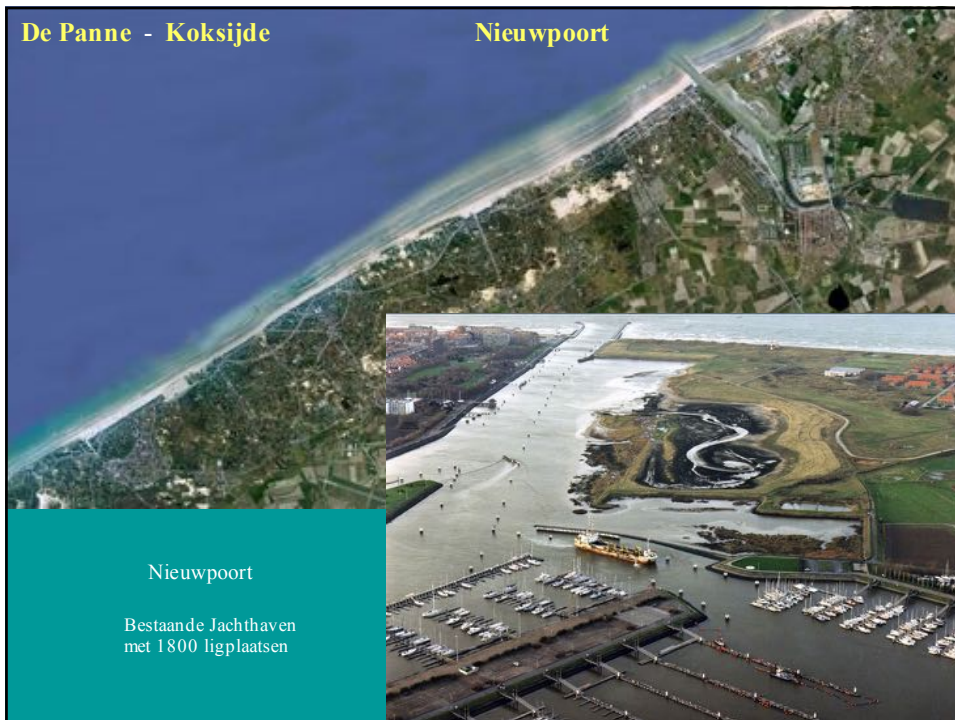 De Panne - Koksijde Nieuwpoort
Nieuwpoort
Bestaande Jachthaven
met 1800 ligplaatsen